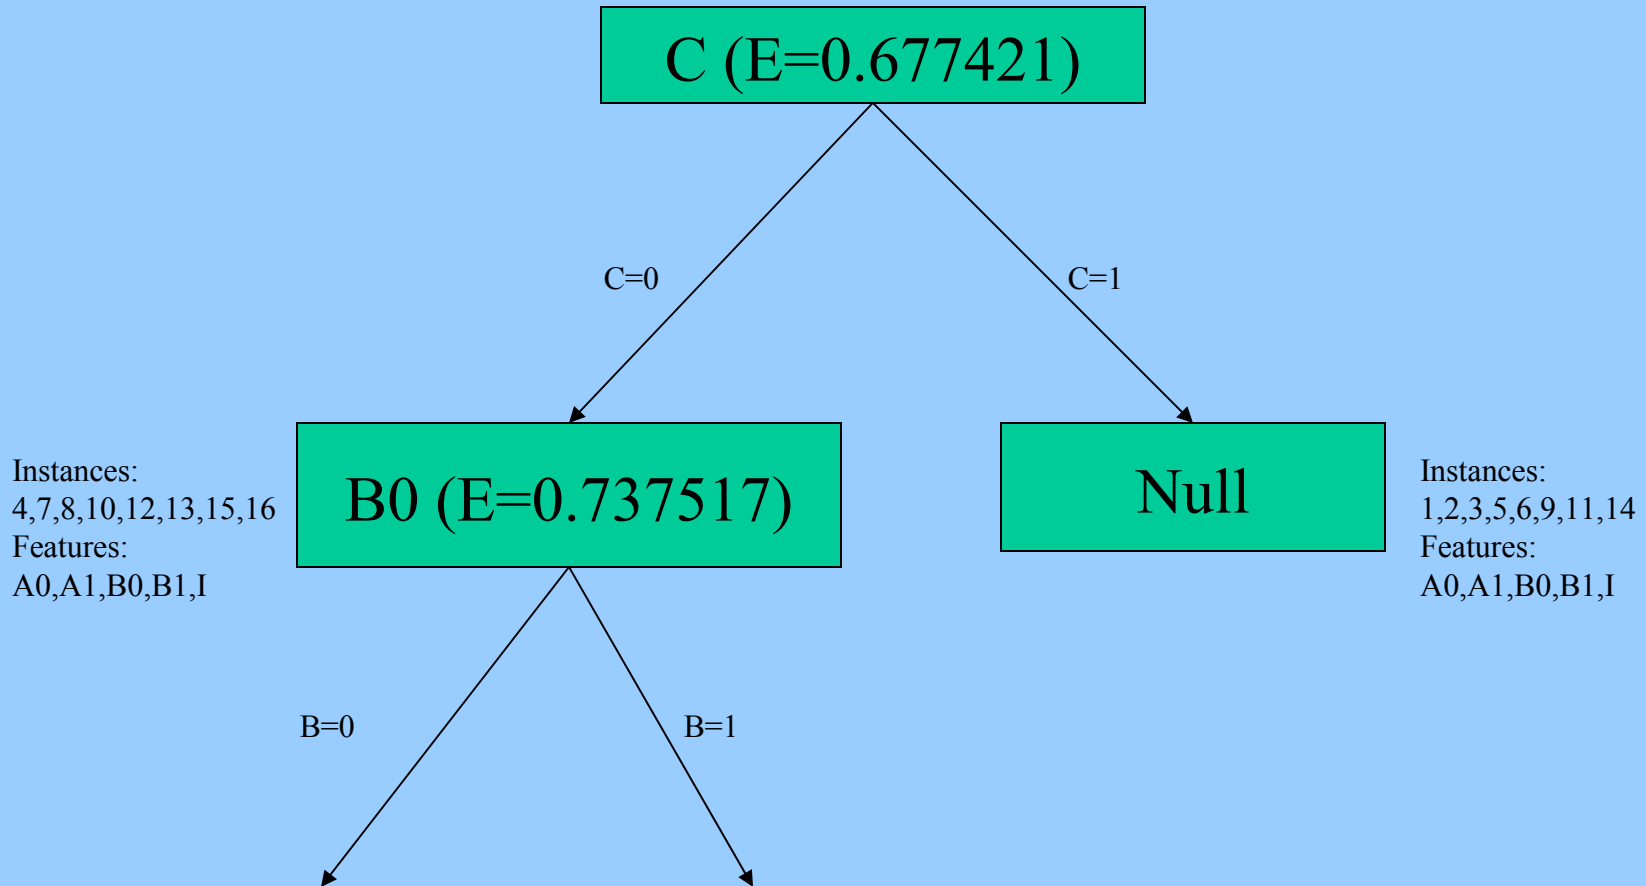 C (E=0.677421)
C=0
C=1
Instances:
4,7,8,10,12,13,15,16
Features:
A0,A1,B0,B1,I
B0 (E=0.737517)
Null
Instances:
1,2,3,5,6,9,11,14
Features:
A0,A1,B0,B1,I
B=0
B=1